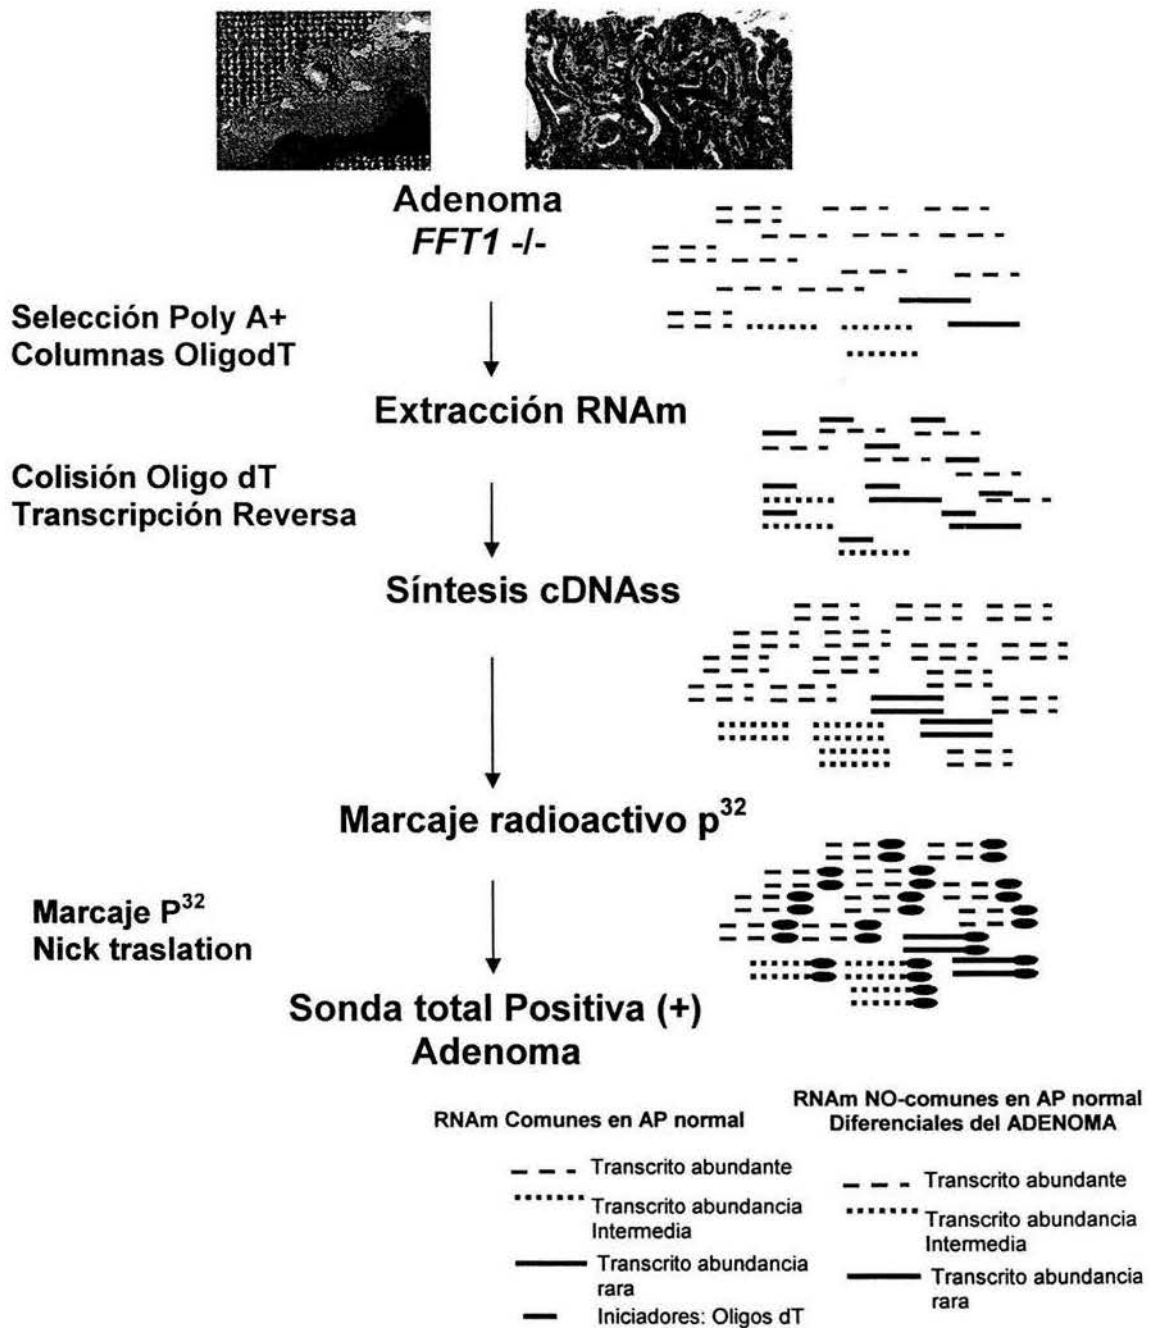 Adenoma
FFT1 -/-
Selección Poly A+
Columnas OligodT
Extracción RNAm
Colisión Oligo dT
Transcripción Reversa
Síntesis cDNAss
Marcaje radioactivo p32
Marcaje P32
Nick traslation
Sonda total Positiva (+)
Adenoma
RNAm Comunes en AP normal
Transcrito abundante
Transcrito abundancia
Intermedia
Transcrito abundancia
rara
Iniciadores: Oligos dT
RNAm NO-comunes en AP normal
Diferenciales del ADENOMA
Transcrito abundante
Transcrito abundancia
Intermedia
Transcrito abundancia
rara